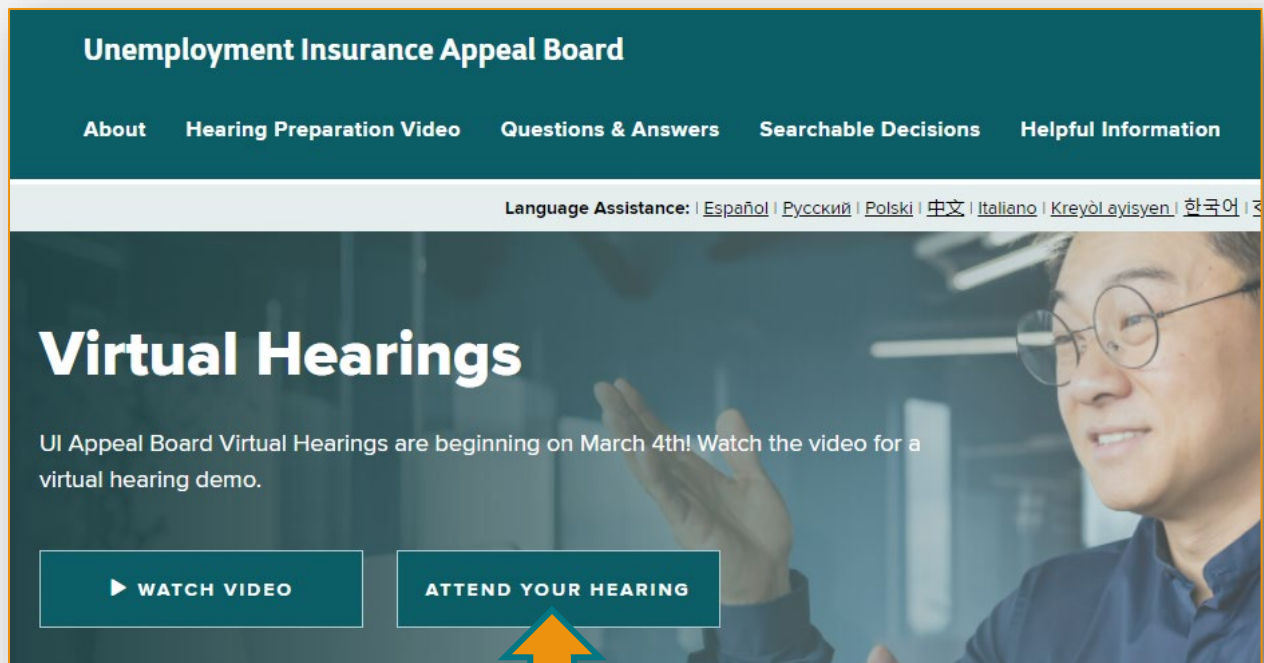 Unemployment Insurance Appeal Board
About Hearing Preparation Video Questions & Answers Searchable Decisions Helpful Information
Language Assistance: | Español | Русский | Polski | 中文 | Italiano | Kreyòl ayisyen | 한국어 |
Virtual Hearings
UI Appeal Board Virtual Hearings are beginning on March 4th! Watch the video for a
virtual hearing demo.
WATCH VIDEO ATTEND YOUR HEARING